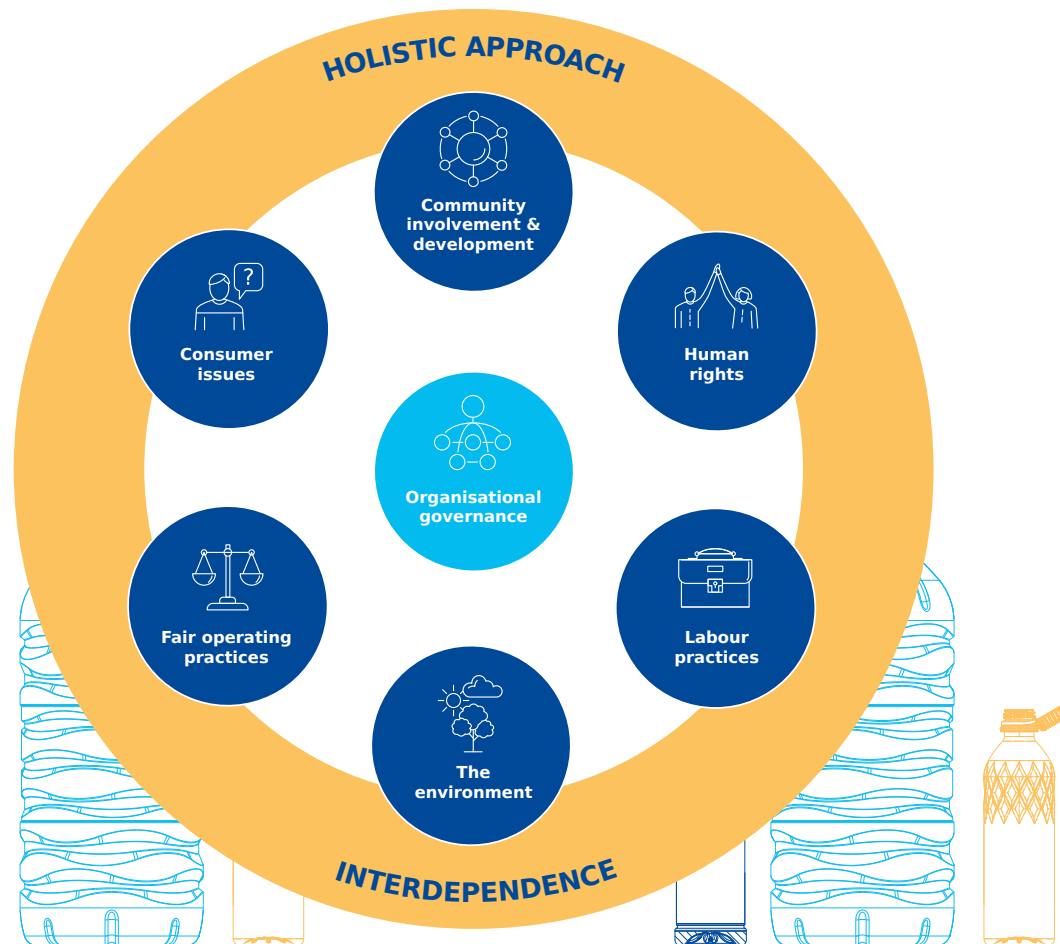 HOLISTIC APPROACH
Community
involvement &
development
?
Consumer
issues
Human
rights
Organisational
governance
Fair operating
practices
Labour
practices
The
environment
INTERDEPENDENCE